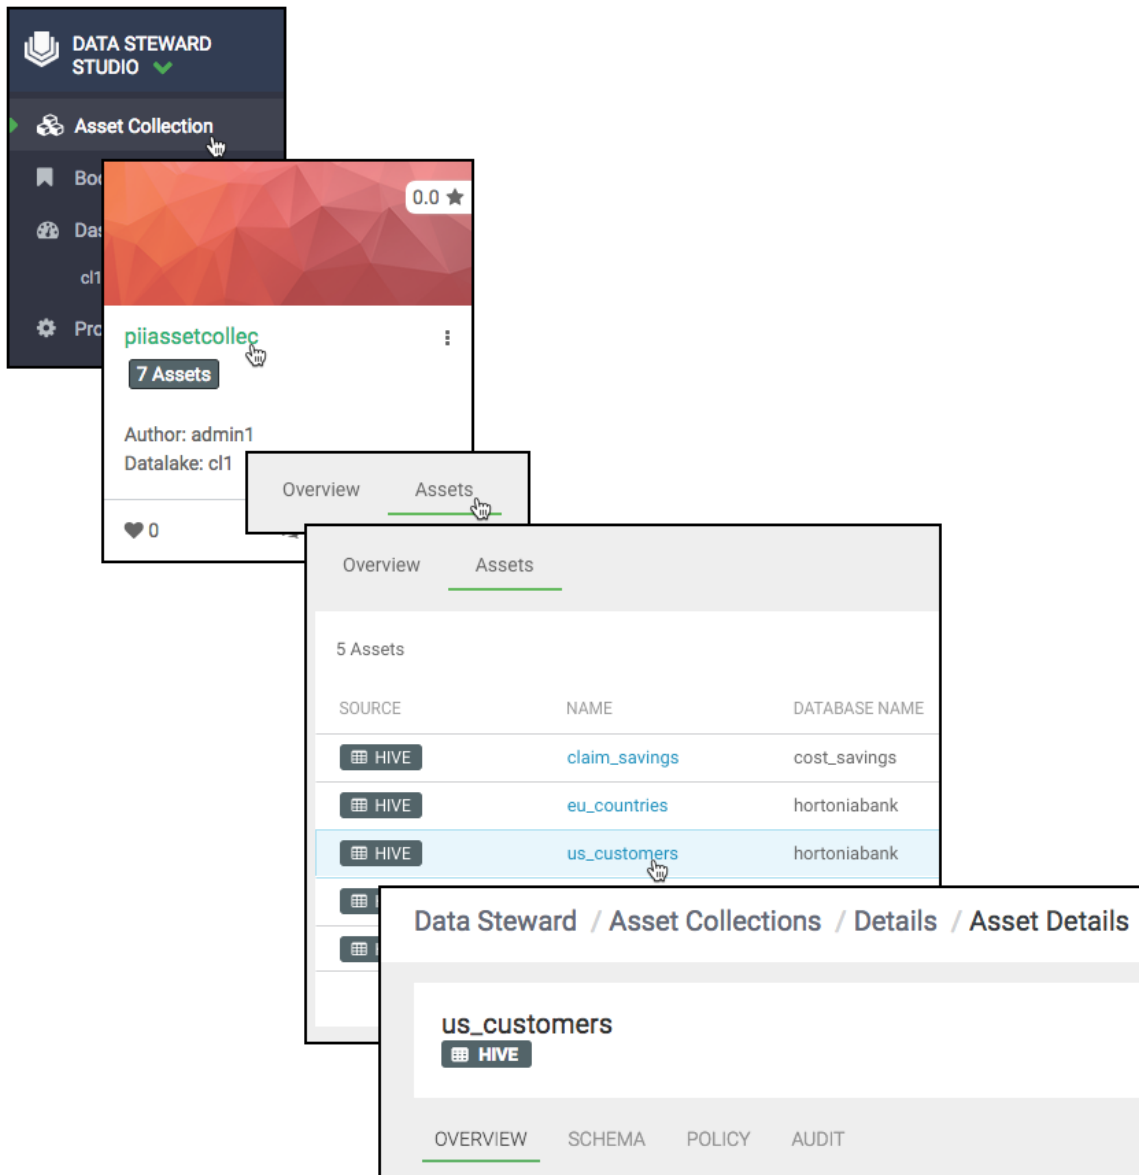 DATA STEWARD
STUDIO
Asset Collection
cl1
0.0
piiassetcollec
7 Assets
Author: admin1
Datalake: cl1
0
Overview Assets
Overview Assets
5 Assets
SOURCE NAME DATABASE NAME
HIVE claim_savings cost_savings
HIVE eu_countries hortoniabank
HIVE us_customers hortoniabank
Data Steward / Asset Collections / Details / Asset Details
us_customers
HIVE
OVERVIEW SCHEMA POLICY AUDIT